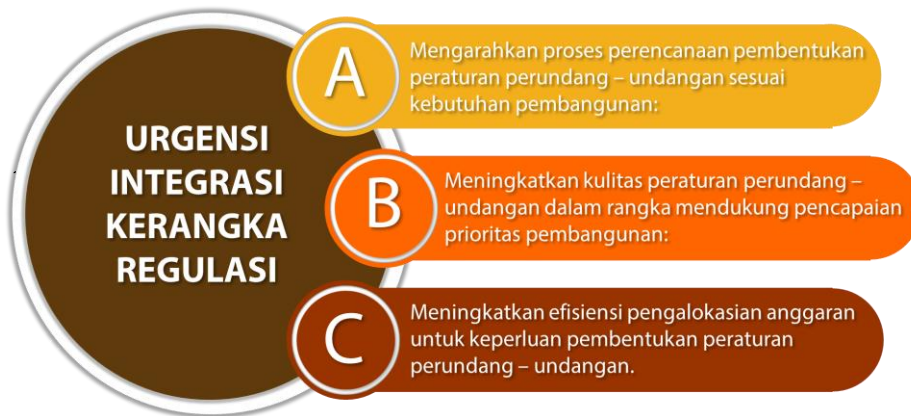 URGENSI
INTEGRASI
KERANGKA
REGULASI
A
Mengarahkan proses perencanaan pembentukan
peraturan perundang – undangan sesuai
kebutuhan pembangunan:
B
Meningkatkan kulitas peraturan perundang –
undangan dalam rangka mendukung pencapaian
prioritas pembangunan:
C
Meningkatkan efisiensi pengalokasian anggaran
untuk keperluan pembentukan peraturan
perundang – undangan.